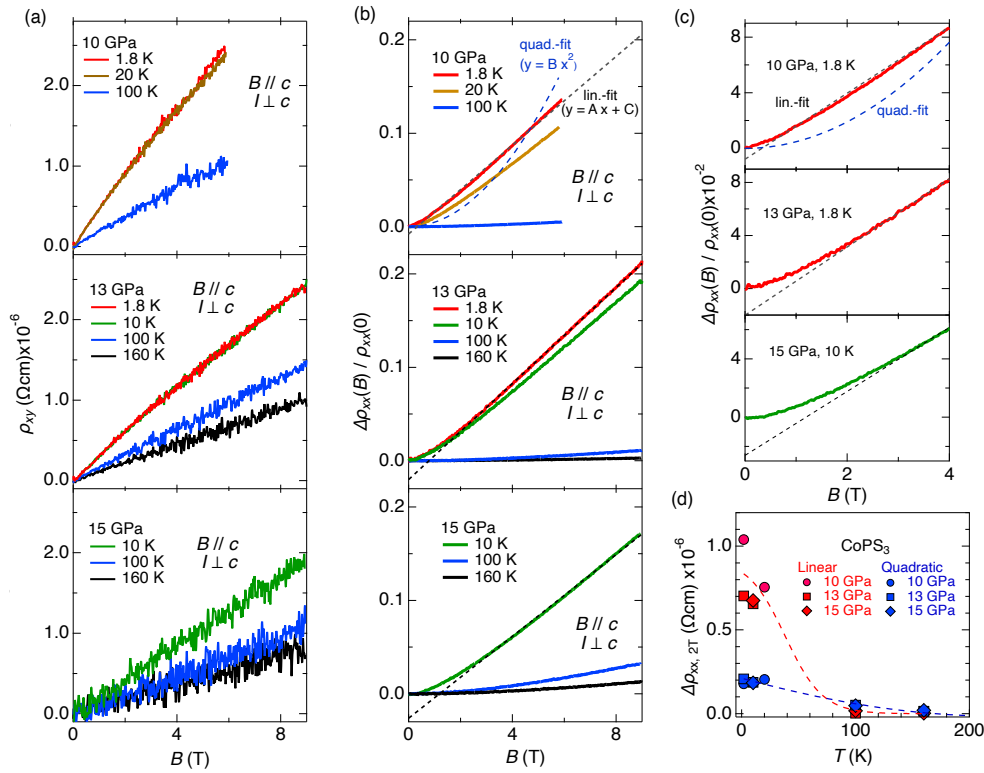 (a)
10 GPa
1.8 K
20 K
100 K
B // c
I ⊥ c
2.0
1.0
0.0
13 GPa
1.8 K
10 K
100 K
160 K
B // c
I ⊥ c
2.0
1.0
0.0
ρxy (Ωcm)x10-6
15 GPa
10 K
100 K
160 K
B // c
I ⊥ c
2.0
1.0
0.0
0 4 8
B (T)
(b)
10 GPa
1.8 K
20 K
100 K
quad.-fit
(y = B x2)
lin.-fit
(y = A x + C)
B // c
I ⊥ c
0.2
0.1
0.0
13 GPa
1.8 K
10 K
100 K
160 K
B // c
I ⊥ c
0.2
0.1
0.0
Δρxx(B) / ρxx(0)
15 GPa
10 K
100 K
160 K
B // c
I ⊥ c
0.2
0.1
0.0
0 4 8
B (T)
(c)
10 GPa, 1.8 K
lin.-fit
quad.-fit
8
4
0
13 GPa, 1.8 K
8
4
0
Δρxx(B) / ρxx(0)x10-2
15 GPa, 10 K
4
0
0 2 4
B (T)
(d)
CoPS3
Linear Quadratic
10 GPa 10 GPa
13 GPa 13 GPa
15 GPa 15 GPa
1.0
0.5
0.0
Δρxx, 2T (Ωcm) x10-6
0 100 200
T (K)